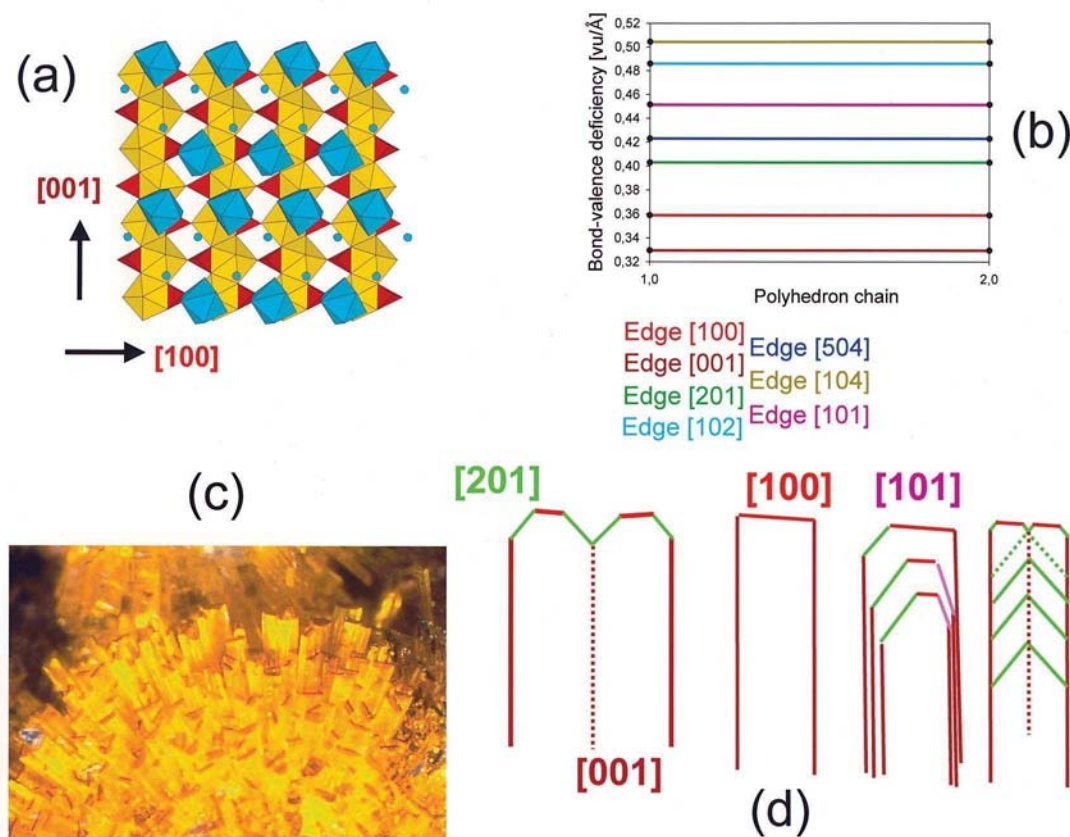 (a)
[001]
[100]
Bond-valence deficiency [vu/Å]
0,52
0,50
0,48
0,46
0,44
0,42
0,40
0,36
0,34
0,32
1,0
2,0
Polyhedron chain
(b)
Edge [100]
Edge [001]
Edge [201]
Edge [102]
Edge [504]
Edge [104]
Edge [101]
(c)
[201]
[100]
[101]
[001]
(d)